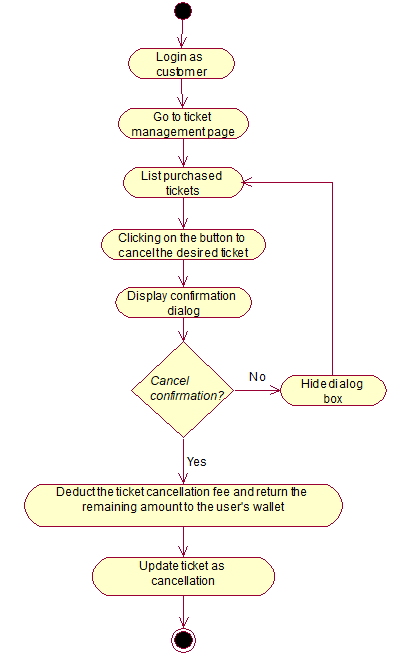 Login as
customer
Go to ticket
management page
List purchased
tickets
Clicking on the button to
cancel the desired ticket
Display confirmation
dialog
Cancel
confirmation?
No
Hide dialog
box
Yes
Deduct the ticket cancellation fee and return the
remaining amount to the user's wallet
Update ticket as
cancellation